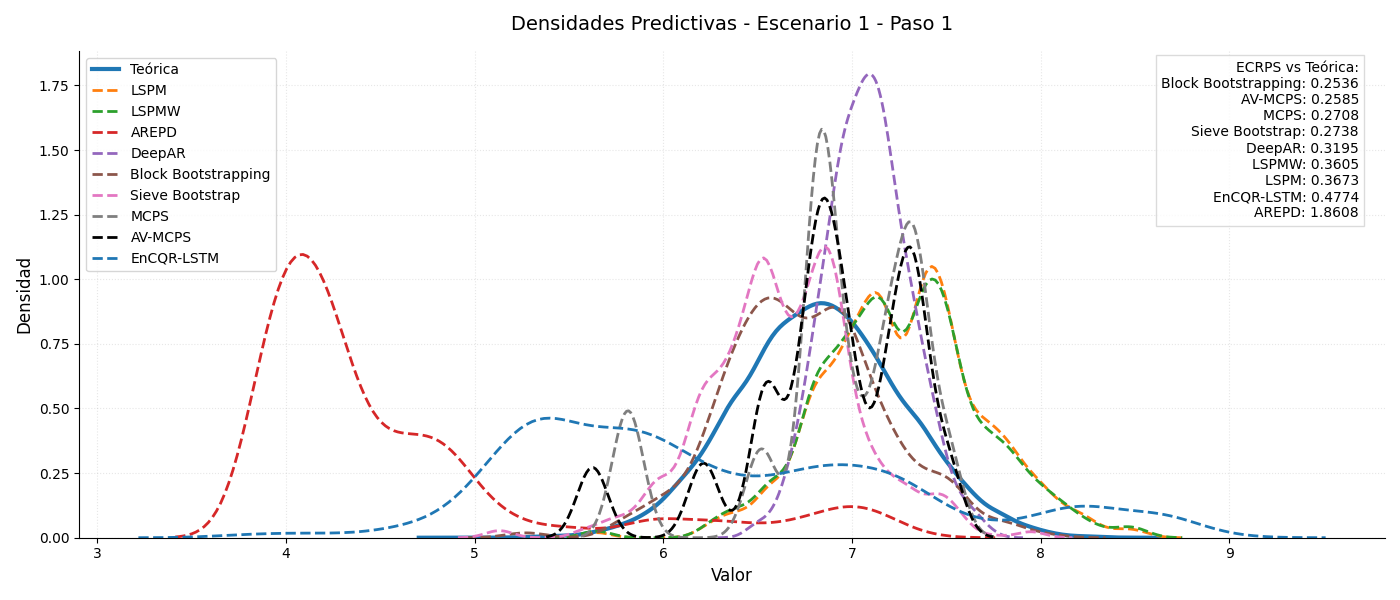 Densidades Predictivas - Escenario 1 - Paso 1
Densidad
1.75
1.50
1.25
1.00
0.75
0.50
0.25
0.00
Teórica
LSPM
LSPMW
AREPD
DeepAR
Block Bootstrapping
Sieve Bootstrap
MCPS
AV-MCPS
EnCQR-LSTM
ECRPS vs Teórica:
Block Bootstrapping: 0.2536
AV-MCPS: 0.2585
MCPS: 0.2708
Sieve Bootstrap: 0.2738
DeepAR: 0.3195
LSPMW: 0.3605
LSPM: 0.3673
EnCQR-LSTM: 0.4774
AREPD: 1.8608
3 4 5 6 7 8 9
Valor